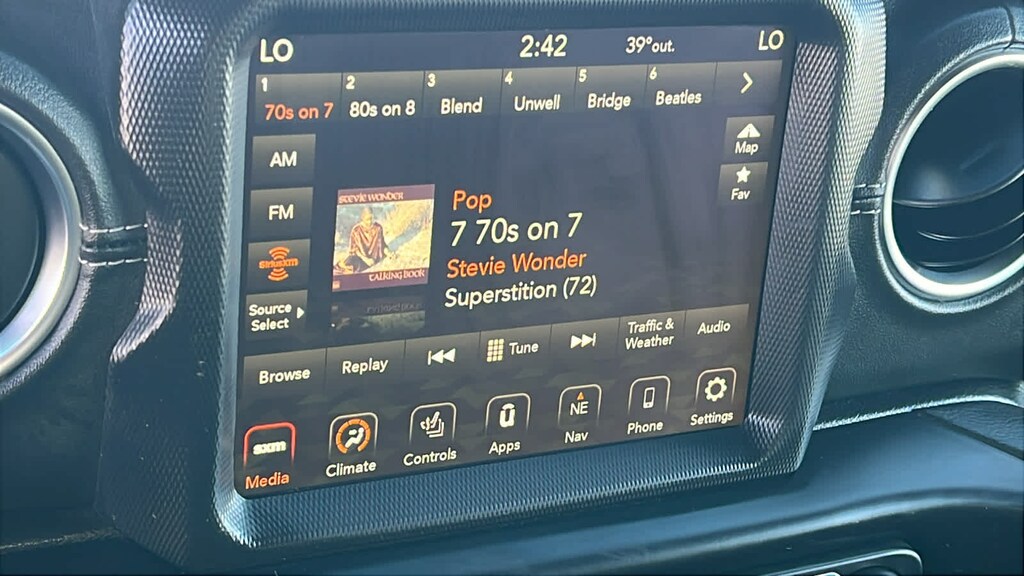 LO 2:42 39°out. LO
1 2 3 4 5 6
70s on 7 80s on 8 Blend Unwell Bridge Beatles
AM
FM
SiriusXM
Source
Select
Map
Fav
STEVIE WONDER
TALKING BOOK
Pop
7 70s on 7
Stevie Wonder
Superstition (72)
Browse Replay Tune Traffic & Weather Audio
sxm NE
Media Climate Controls Apps Nav Phone Settings